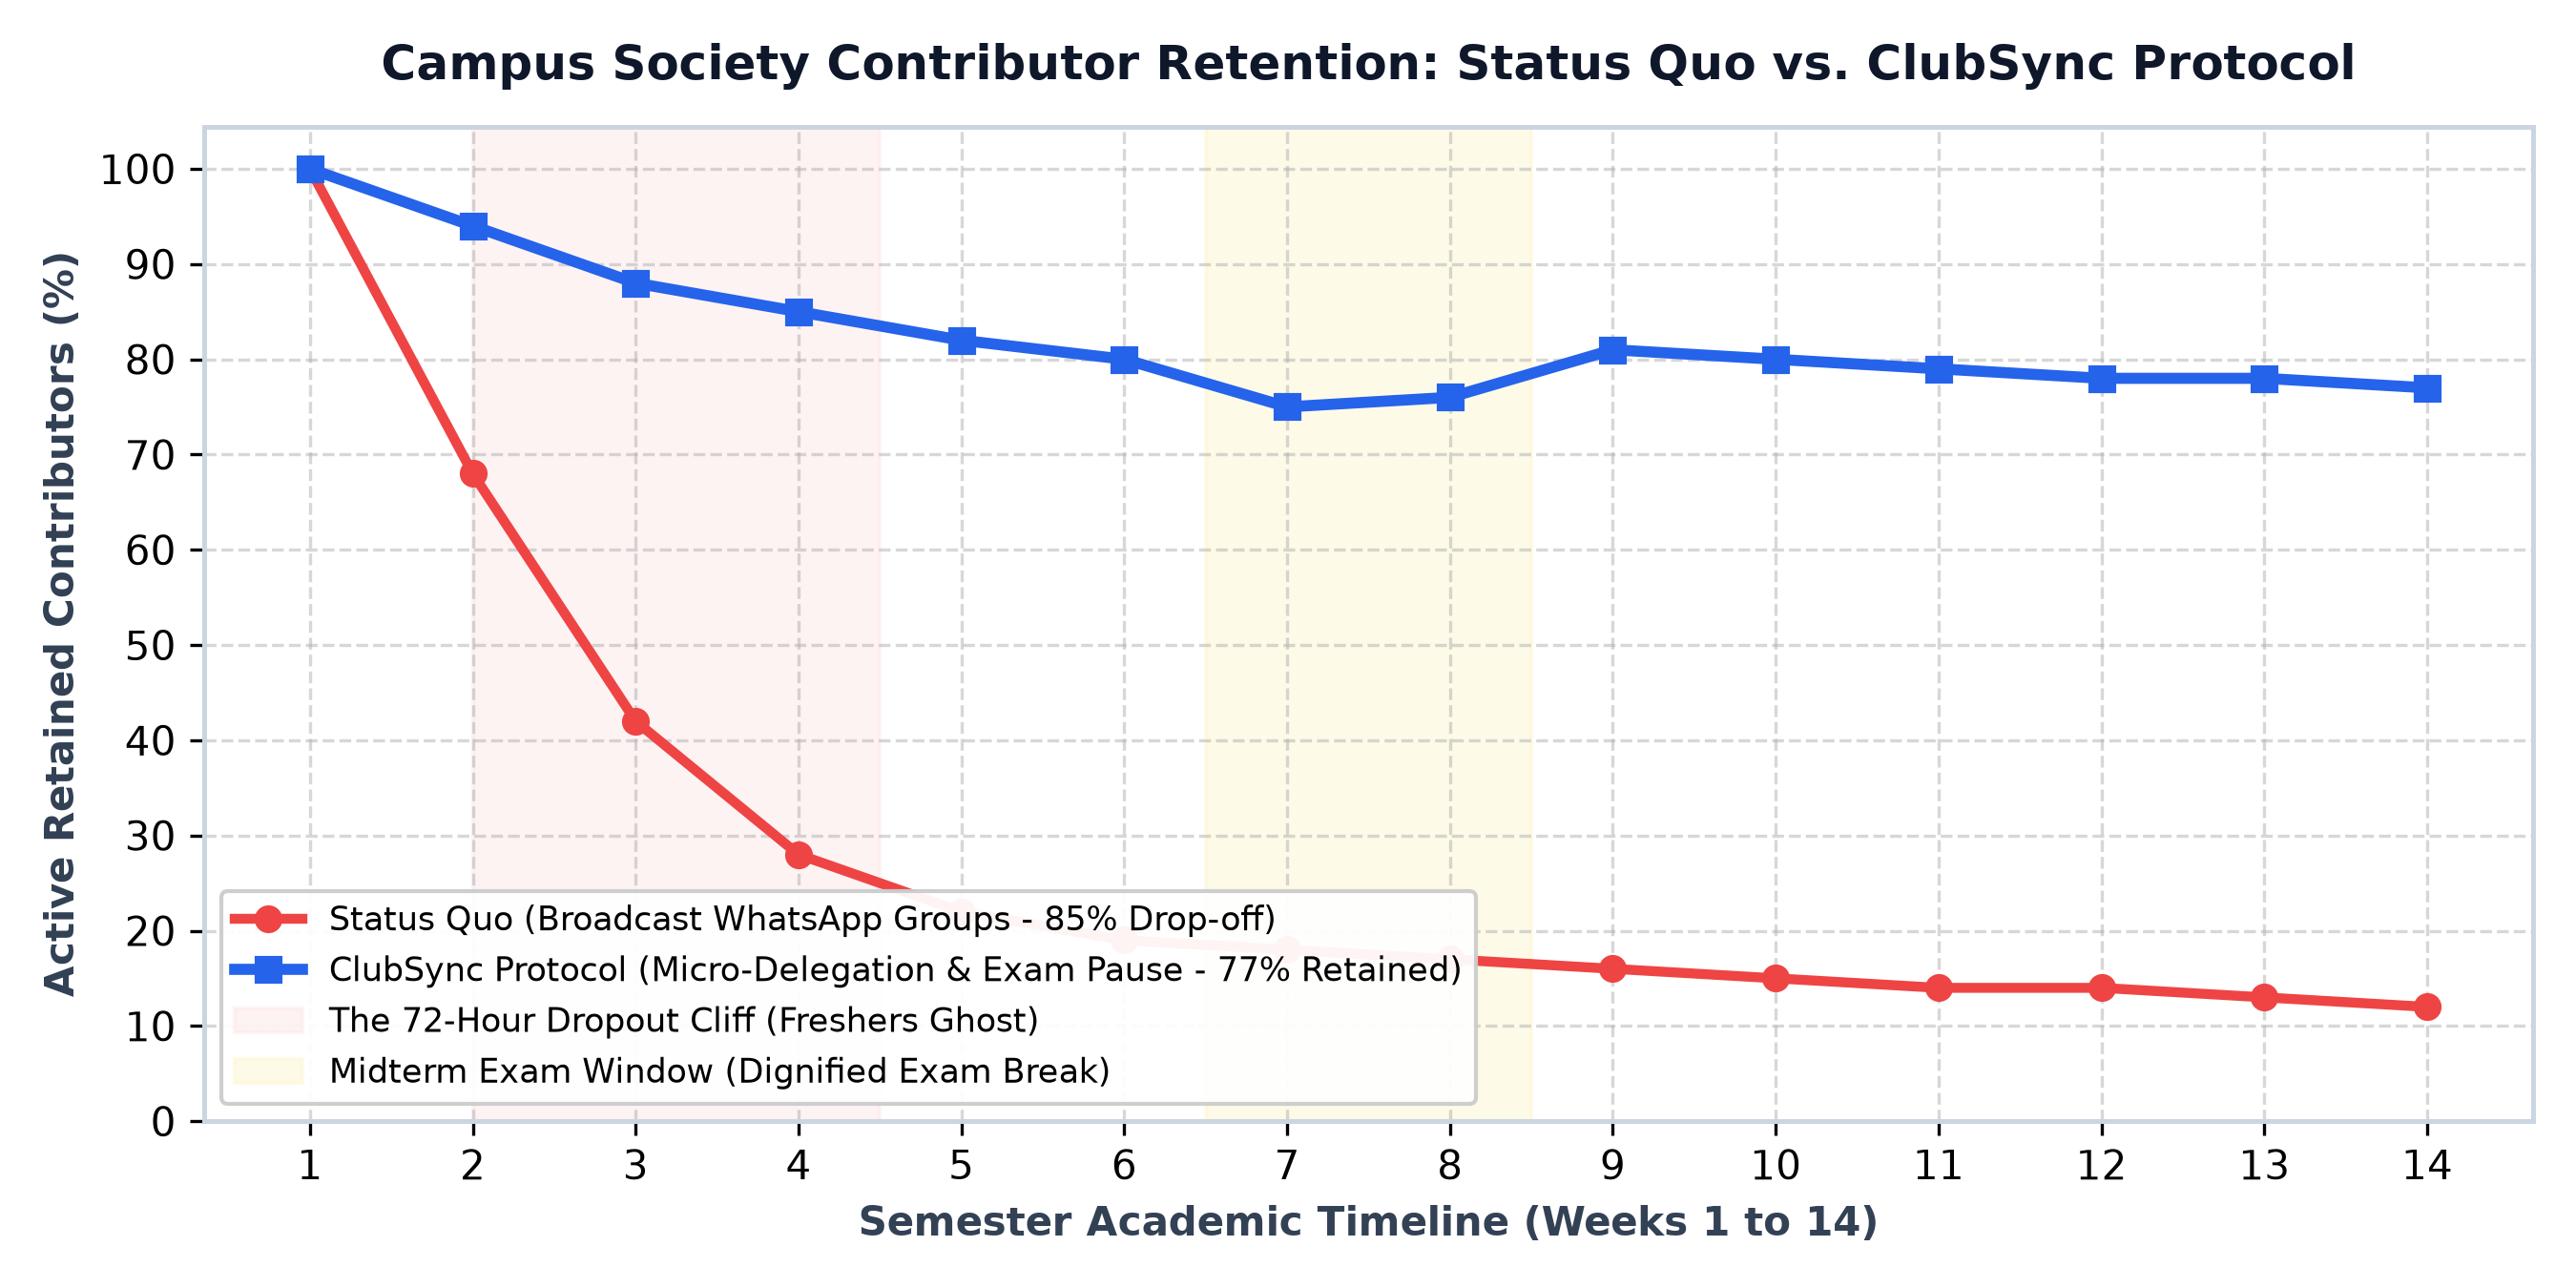 Campus Society Contributor Retention: Status Quo vs. ClubSync Protocol
Active Retained Contributors (%)
100
90
80
70
60
50
40
30
20
10
0
Status Quo (Broadcast WhatsApp Groups - 85% Drop-off)
ClubSync Protocol (Micro-Delegation & Exam Pause - 77% Retained)
The 72-Hour Dropout Cliff (Freshers Ghost)
Midterm Exam Window (Dignified Exam Break)
1 2 3 4 5 6 7 8 9 10 11 12 13 14
Semester Academic Timeline (Weeks 1 to 14)